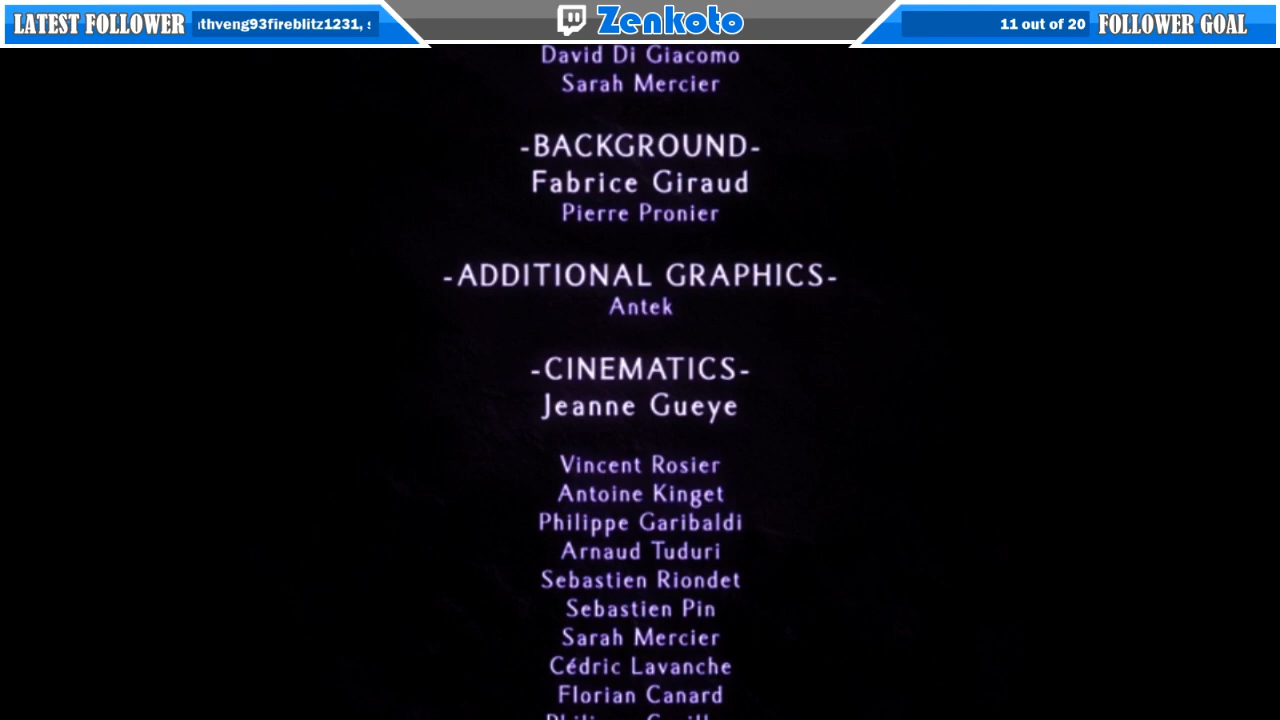 LATEST FOLLOWER
thveng93fireblitz1231,
Zenkoto
11 out of 20
FOLLOWER GOAL
David Di Giacomo
Sarah Mercier
-BACKGROUND-
Fabrice Giraud
Pierre Pronier
-ADDITIONAL GRAPHICS-
Antek
-CINEMATICS-
Jeanne Gueye
Vincent Rosier
Antoine Kinget
Philippe Garibaldi
Arnaud Tuduri
Sebastien Riondet
Sebastien Pin
Sarah Mercier
Cédric Lavanche
Florian Canard